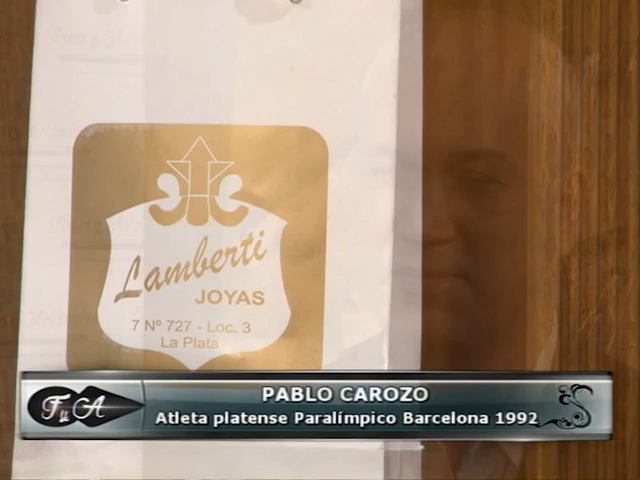 Lamberti
JOYAS
7 Nº 727 - Loc. 3
La Plata
F y A
PABLO CAROZO
Atleta platense Paralímpico Barcelona 1992